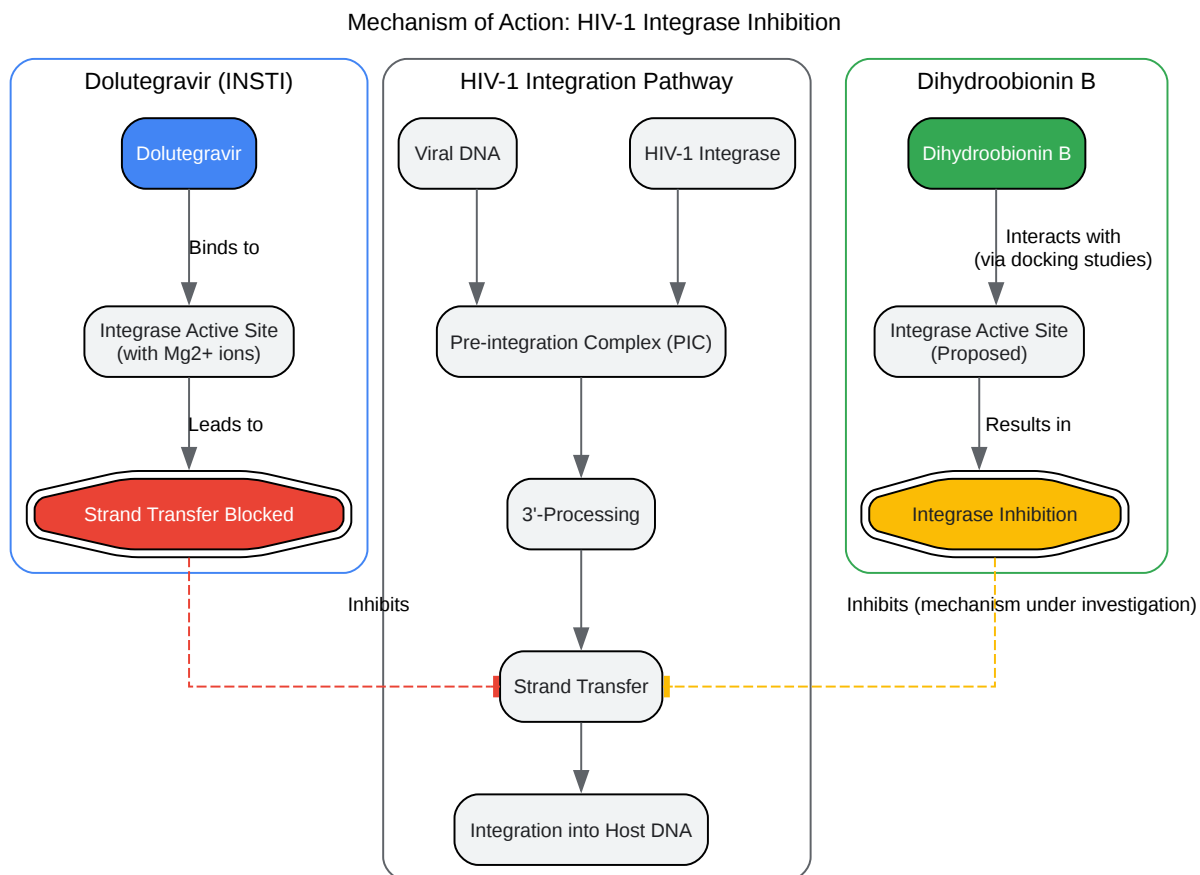 Mechanism of Action: HIV-1 Integrase Inhibition
Dolutegravir (INSTI)
Dolutegravir
Binds to
Integrase Active Site
(with Mg2+ ions)
Leads to
Strand Transfer Blocked
Inhibits
HIV-1 Integration Pathway
Viral DNA
HIV-1 Integrase
Pre-integration Complex (PIC)
3'-Processing
Strand Transfer
Integration into Host DNA
Dihydroobionin B
Dihydroobionin B
Interacts with
(via docking studies)
Integrase Active Site
(Proposed)
Results in
Integrase Inhibition
Inhibits (mechanism under investigation)